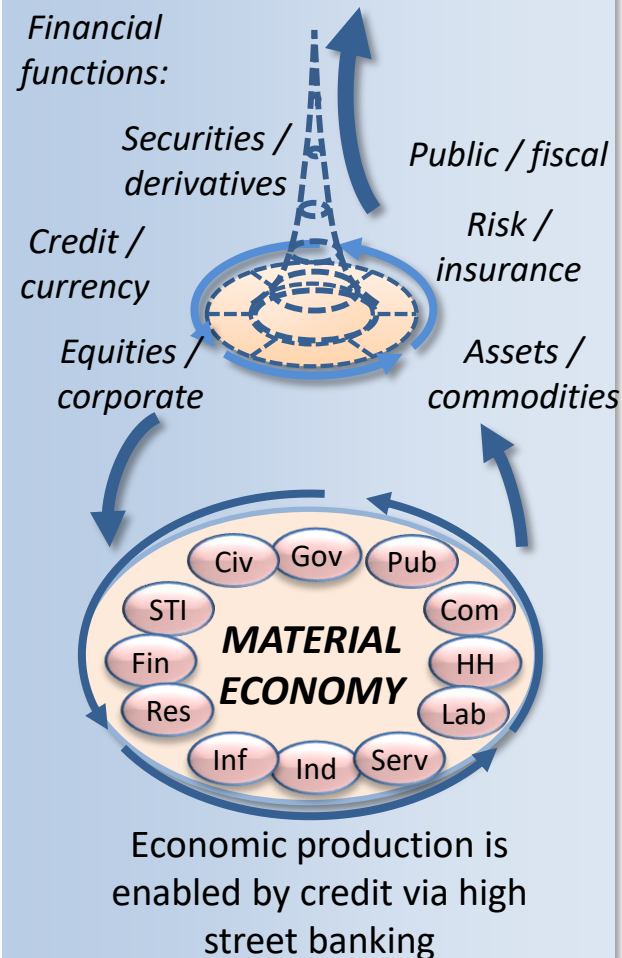 Financial
functions:
Securities /
derivatives
Public / fiscal
Credit /
currency
Risk /
insurance
Equities /
corporate
Assets /
commodities
Civ
Gov
Pub
STI
Com
MATERIAL
ECONOMY
Fin
HH
Res
Lab
Inf
Ind
Serv
Economic production is
enabled by credit via high
street banking